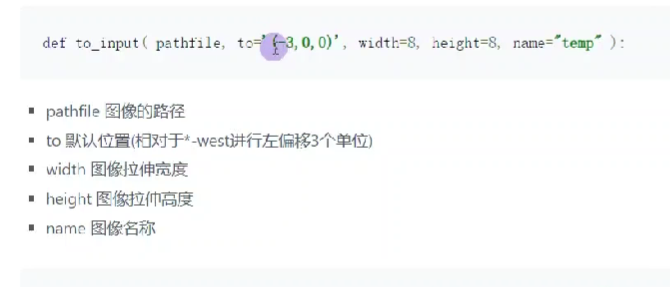 def to_input( pathfile, to='(-3,0,0)', width=8, height=8, name="temp" ):
▪ pathfile 图像的路径
▪ to 默认位置(相对于*-west进行左偏移3个单位)
▪ width 图像拉伸宽度
▪ height 图像拉伸高度
▪ name 图像名称